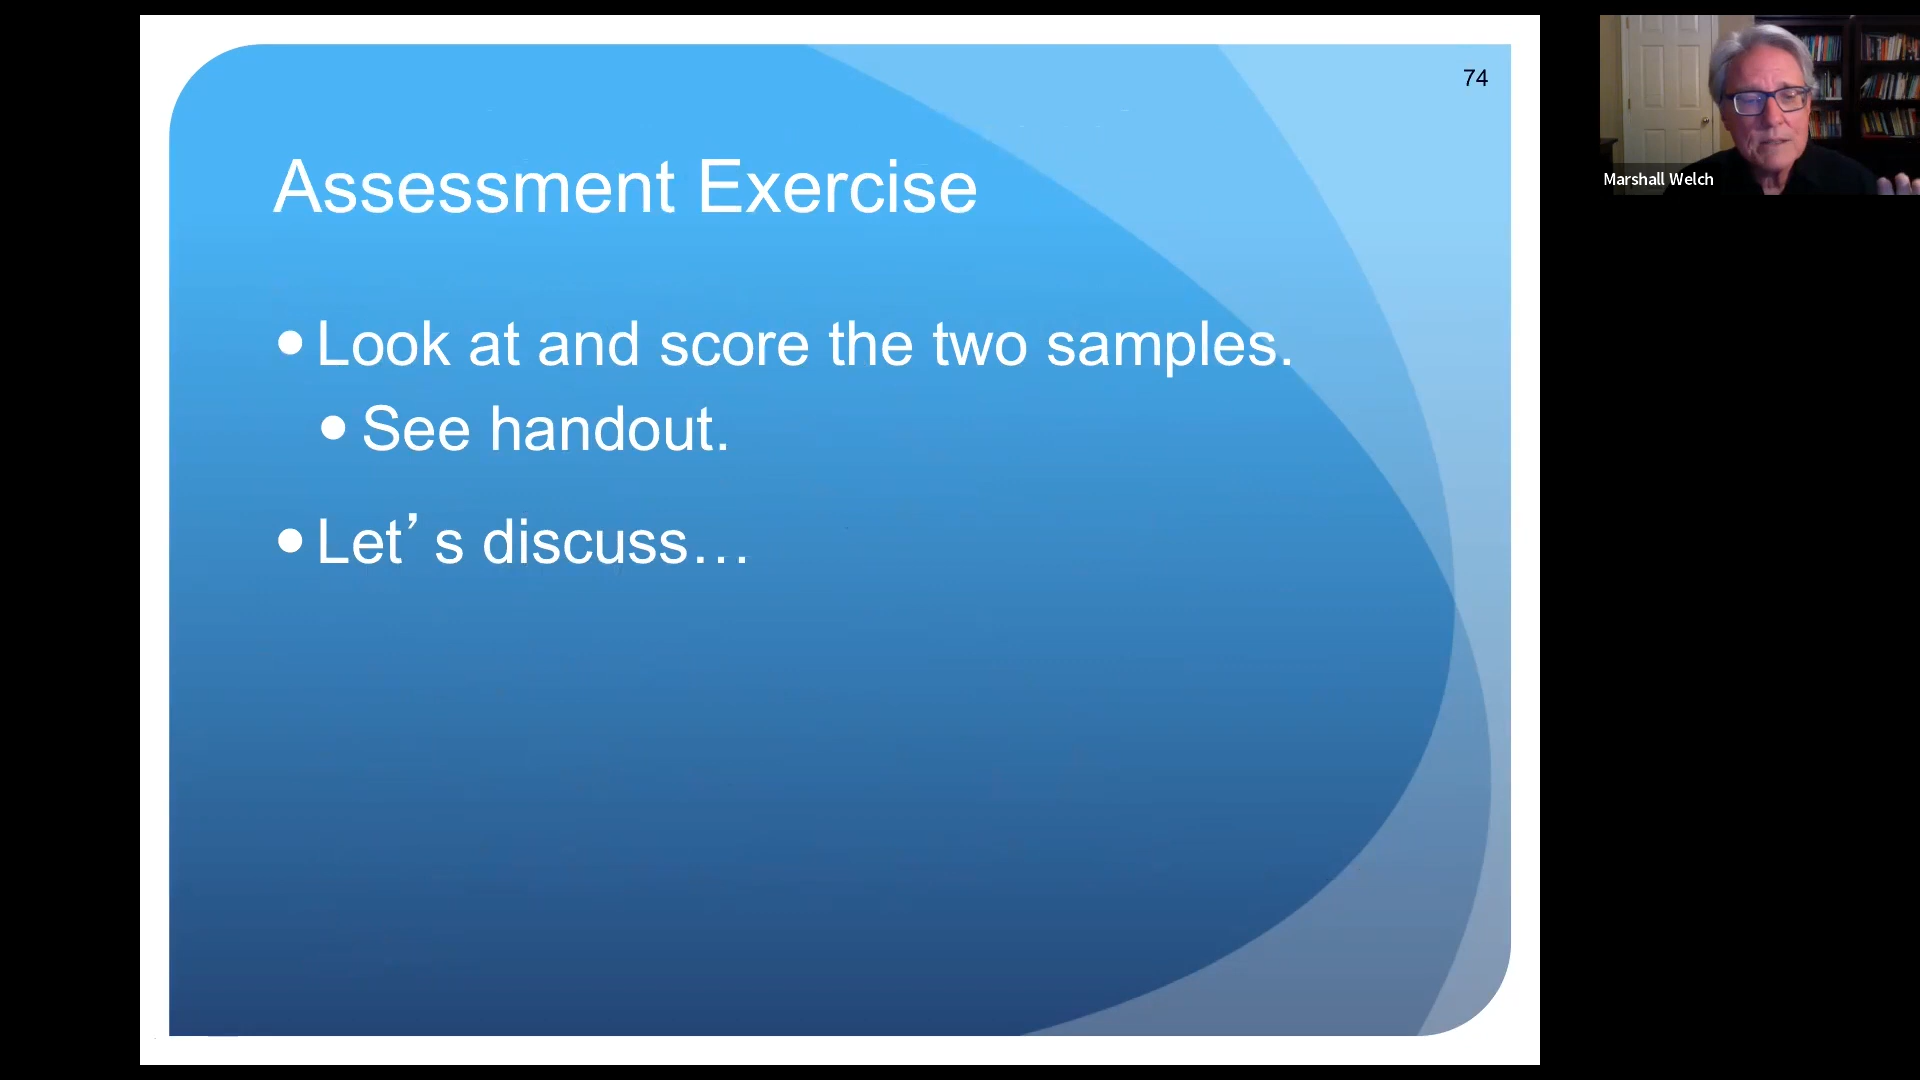 74
Assessment Exercise
• Look at and score the two samples.
• See handout.
• Let’s discuss…
Marshall Welch